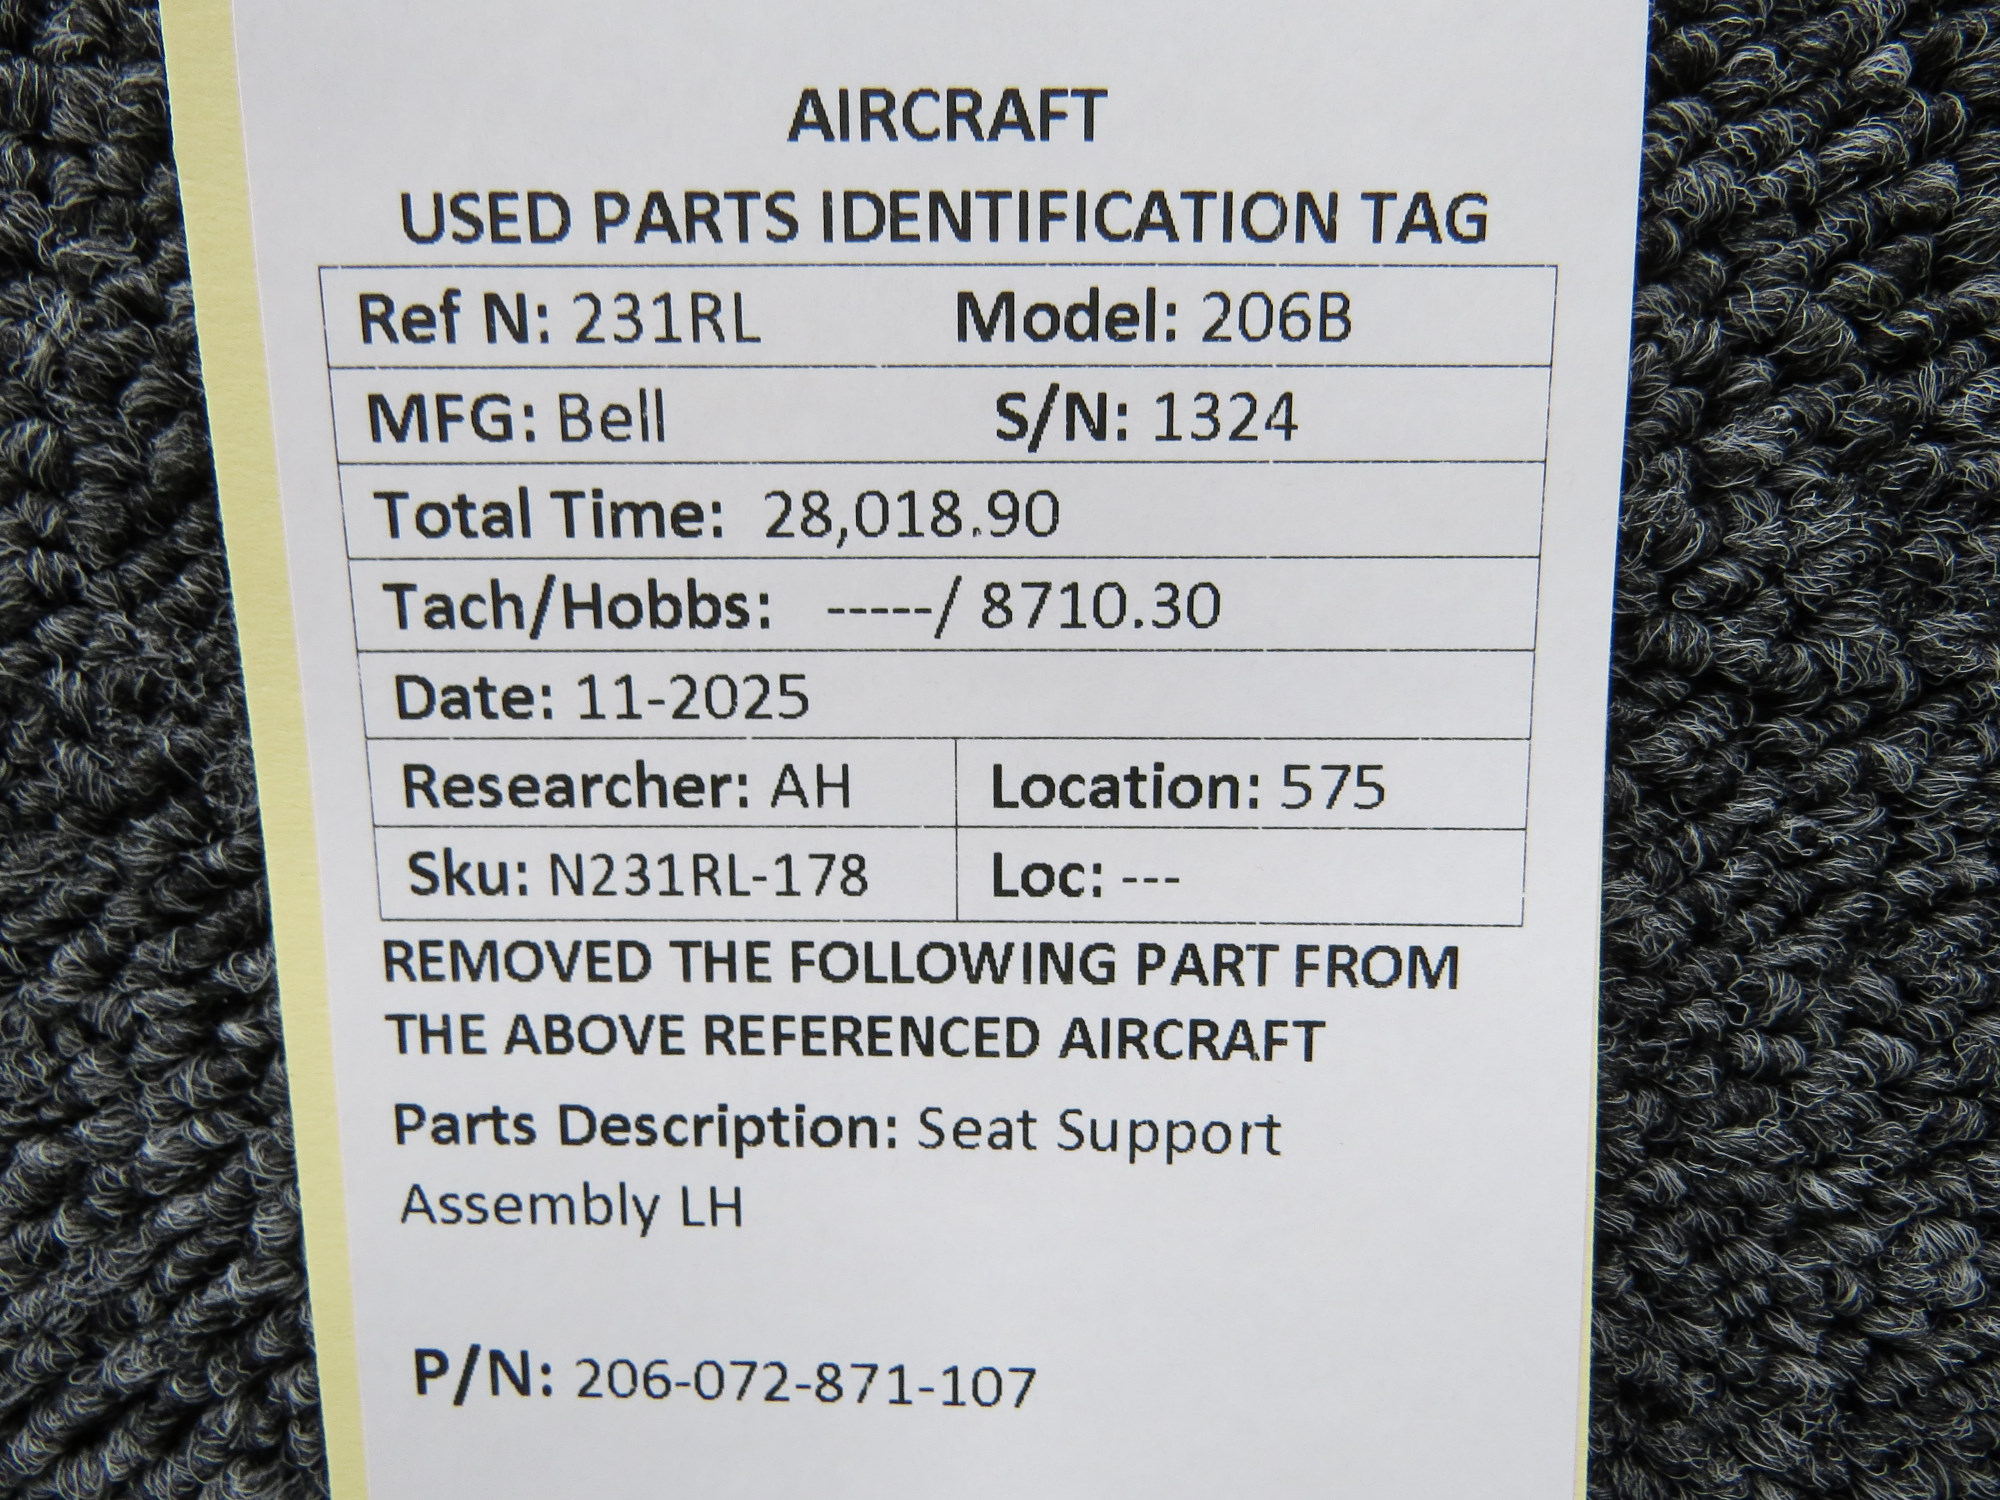 AIRCRAFT
USED PARTS IDENTIFICATION TAG
Ref N: 231RL Model: 206B
MFG: Bell S/N: 1324
Total Time: 28,018.90
Tach/Hobbs: -----/ 8710.30
Date: 11-2025
Researcher: AH Location: 575
Sku: N231RL-178 Loc: ---
REMOVED THE FOLLOWING PART FROM
THE ABOVE REFERENCED AIRCRAFT
Parts Description: Seat Support
Assembly LH
P/N: 206-072-871-107